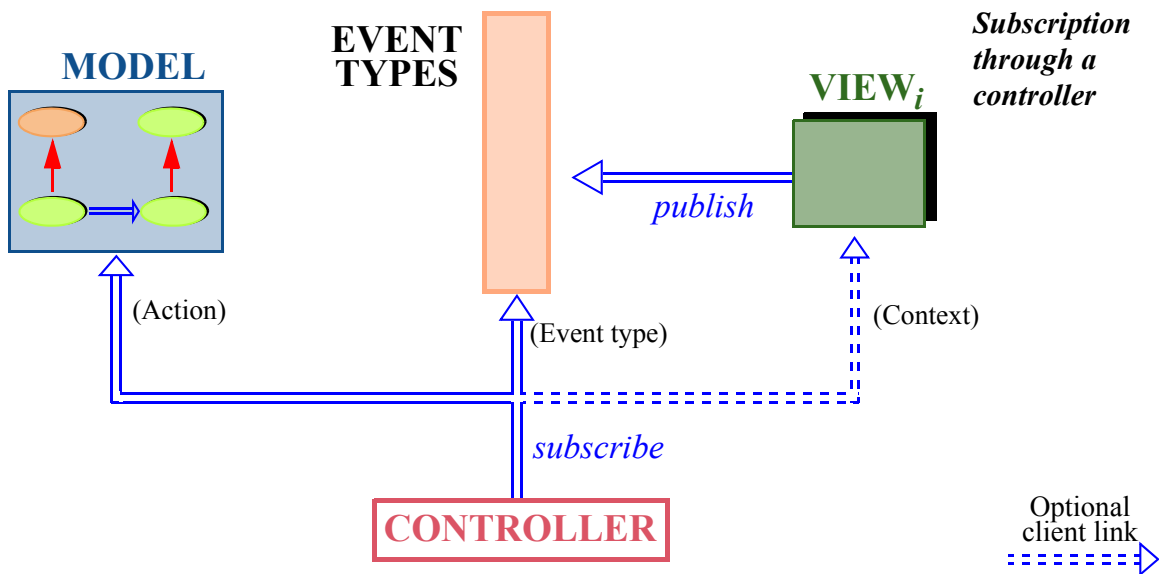 EVENT
TYPES
Subscription
through a
controller
MODEL
VIEWi
publish
(Action)
(Event type)
(Context)
subscribe
CONTROLLER
Optional
client link